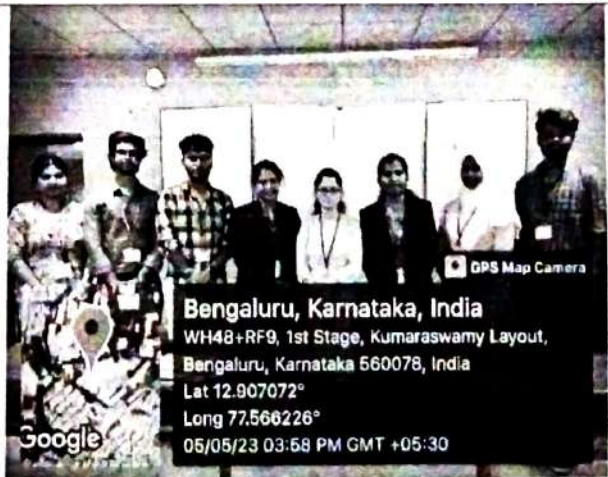 GPS Map Camera
Bengaluru, Karnataka, India
WH48+RF9, 1st Stage, Kumaraswamy Layout,
Bengaluru, Karnataka 560078, India
Lat 12.907072°
Long 77.566226°
05/05/23 03:58 PM GMT +05:30
Google